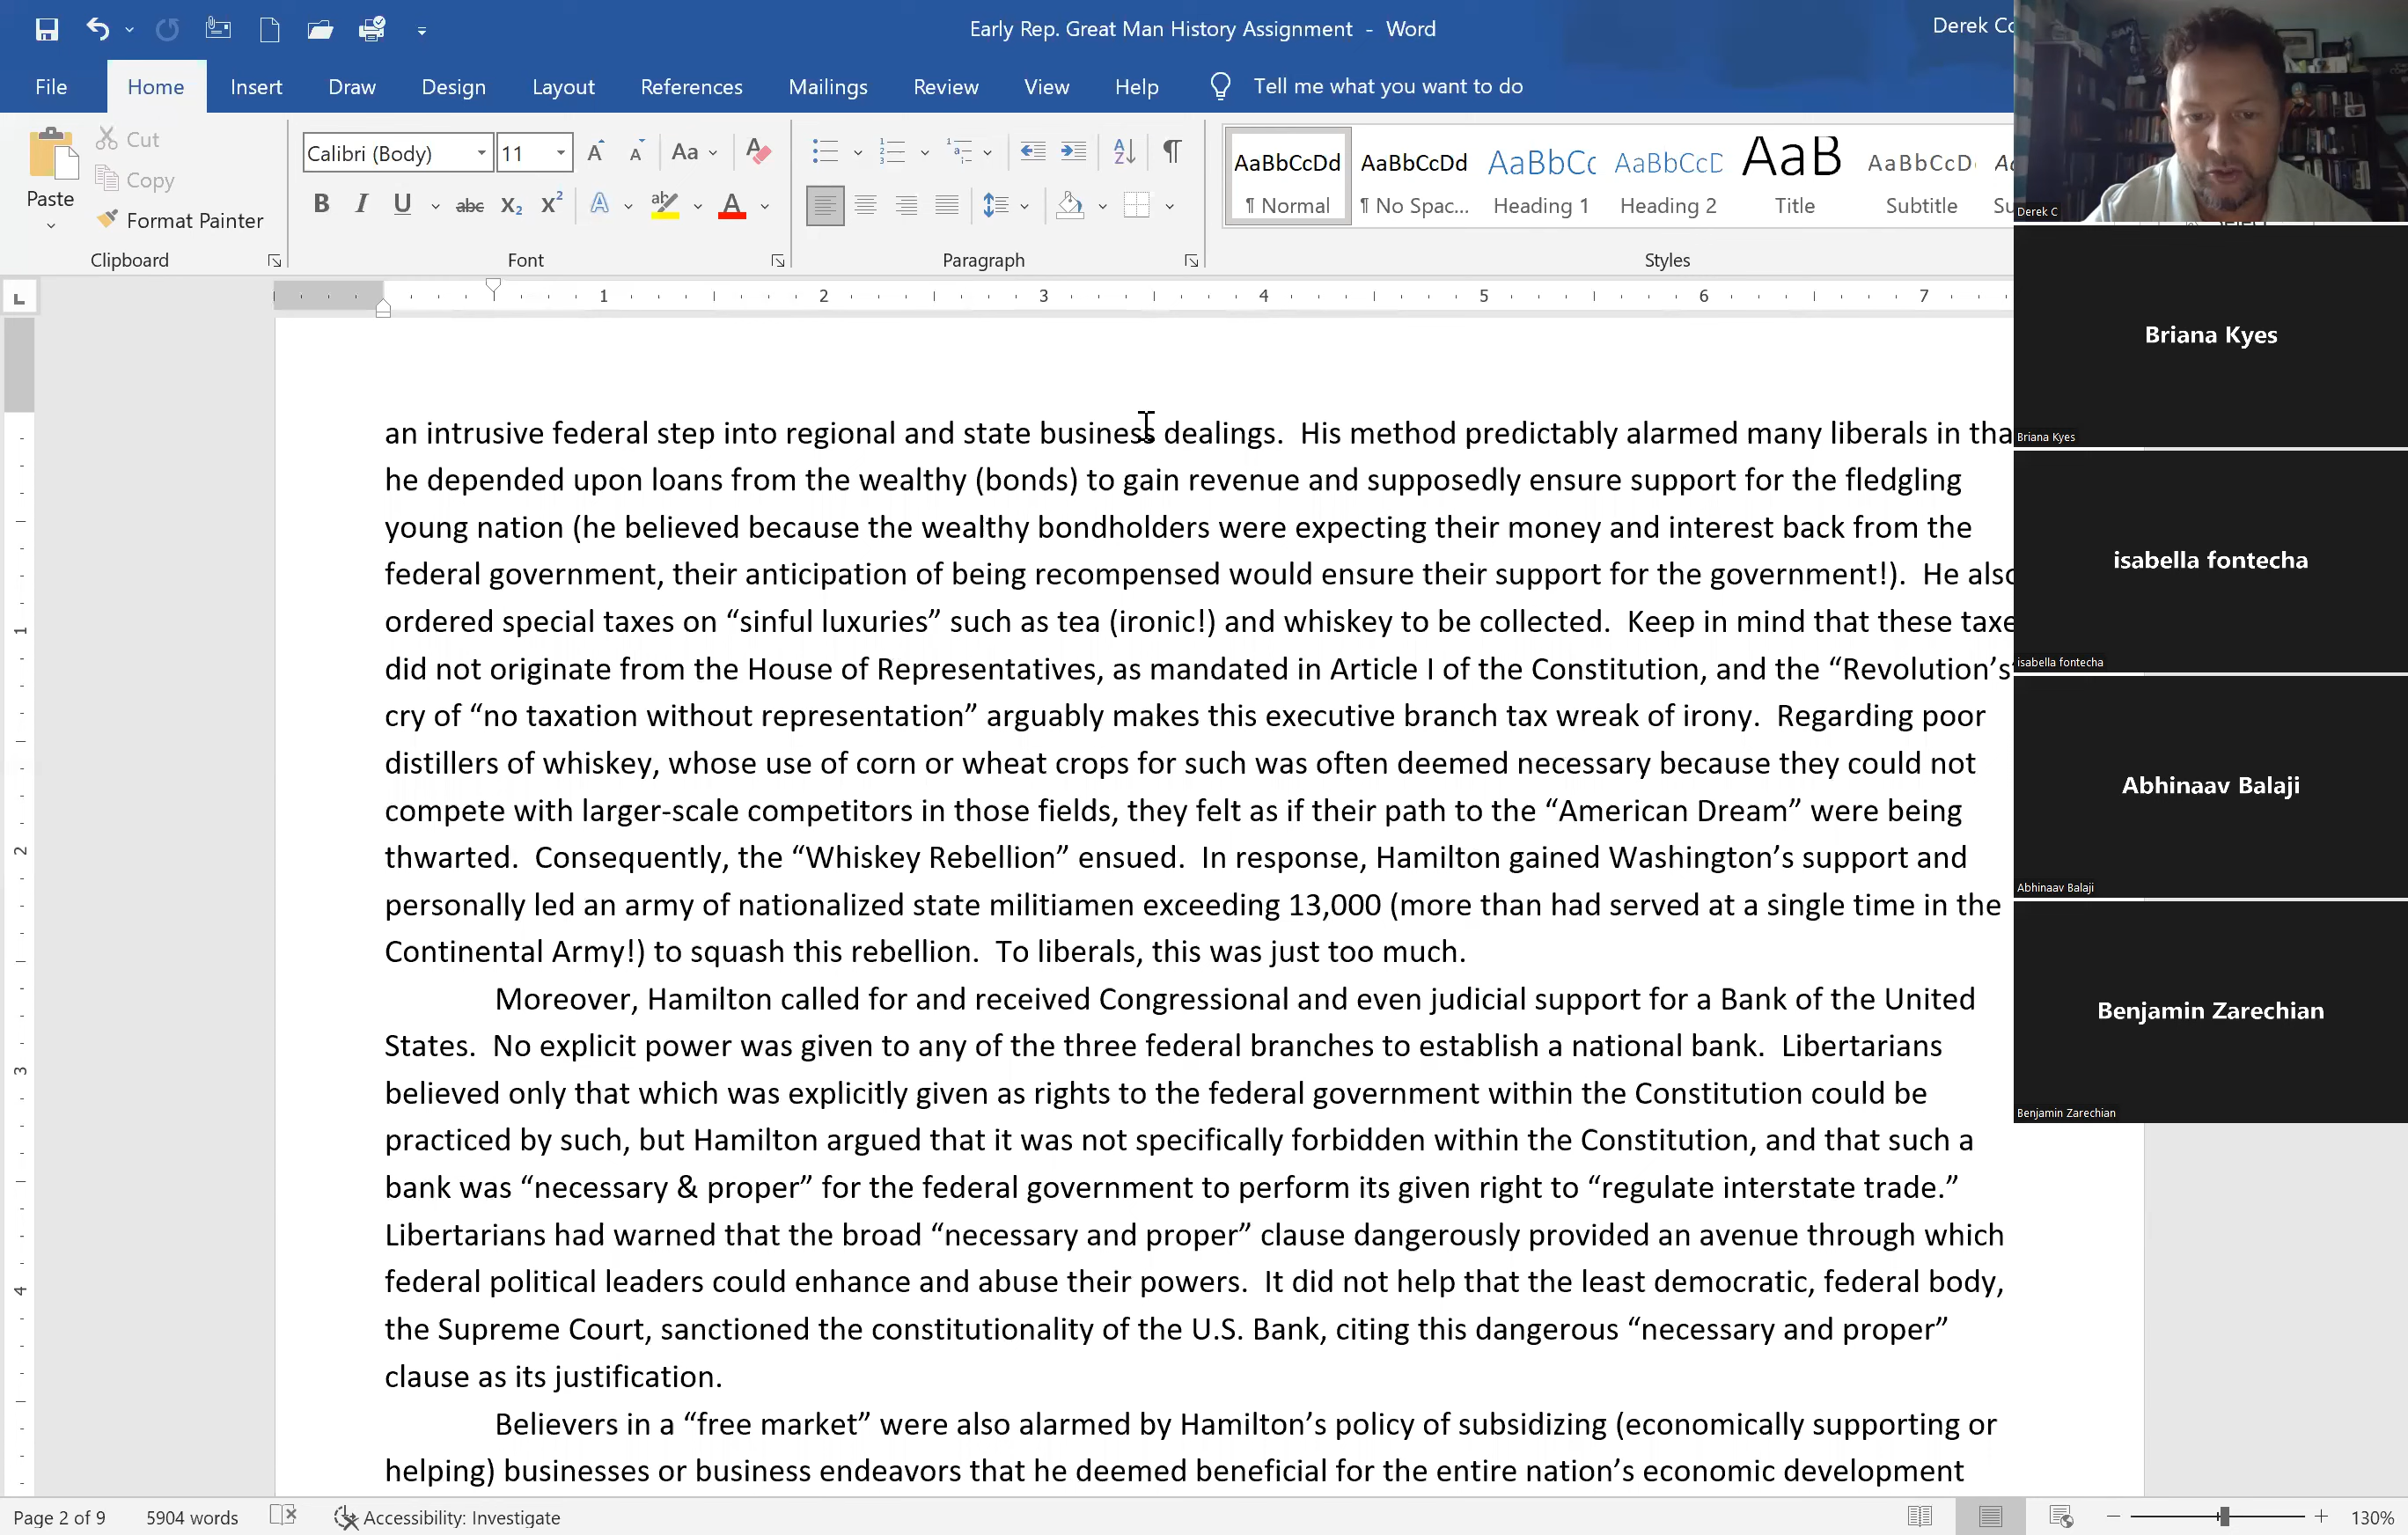 Early Rep. Great Man History Assignment - Word
Derek
File Home Insert Draw Design Layout References Mailings Review View Help Tell me what you want to do
Paste
Cut
Copy
Format Painter
Clipboard
Calibri (Body) 11
Font
Paragraph
AaBbCcDd AaBbCcDd AaBbCc AaBbCcD AaB AaBbCcD
¶ Normal ¶ No Spac... Heading 1 Heading 2 Title Subtitle
Styles
1 2 3 4 5 6 7
an intrusive federal step into regional and state business dealings.  His method predictably alarmed many liberals in tha
he depended upon loans from the wealthy (bonds) to gain revenue and supposedly ensure support for the fledgling
young nation (he believed because the wealthy bondholders were expecting their money and interest back from the
federal government, their anticipation of being recompensed would ensure their support for the government!).  He also
ordered special taxes on “sinful luxuries” such as tea (ironic!) and whiskey to be collected.  Keep in mind that these taxe
did not originate from the House of Representatives, as mandated in Article I of the Constitution, and the “Revolution’s”
cry of “no taxation without representation” arguably makes this executive branch tax wreak of irony.  Regarding poor
distillers of whiskey, whose use of corn or wheat crops for such was often deemed necessary because they could not
compete with larger-scale competitors in those fields, they felt as if their path to the “American Dream” were being
thwarted.  Consequently, the “Whiskey Rebellion” ensued.  In response, Hamilton gained Washington’s support and
personally led an army of nationalized state militiamen exceeding 13,000 (more than had served at a single time in the
Continental Army!) to squash this rebellion.  To liberals, this was just too much.
Moreover, Hamilton called for and received Congressional and even judicial support for a Bank of the United
States.  No explicit power was given to any of the three federal branches to establish a national bank.  Libertarians
believed only that which was explicitly given as rights to the federal government within the Constitution could be
practiced by such, but Hamilton argued that it was not specifically forbidden within the Constitution, and that such a
bank was “necessary & proper” for the federal government to perform its given right to “regulate interstate trade.”
Libertarians had warned that the broad “necessary and proper” clause dangerously provided an avenue through which
federal political leaders could enhance and abuse their powers.  It did not help that the least democratic, federal body,
the Supreme Court, sanctioned the constitutionality of the U.S. Bank, citing this dangerous “necessary and proper”
clause as its justification.
Believers in a “free market” were also alarmed by Hamilton’s policy of subsidizing (economically supporting or
helping) businesses or business endeavors that he deemed beneficial for the entire nation’s economic development
Derek C
Briana Kyes
Briana Kyes
isabella fontecha
isabella fontecha
Abhinaav Balaji
Abhinaav Balaji
Benjamin Zarechian
Benjamin Zarechian
1
2
3
4
Page 2 of 9 5904 words Accessibility: Investigate 130%